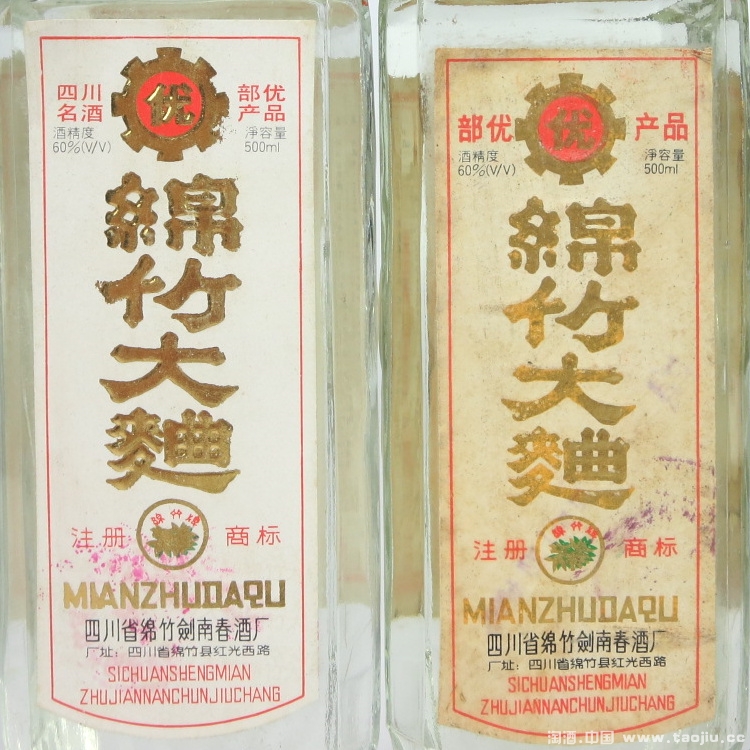 四川 优 部优
名酒 产品
酒精度 淨容量
60%(V/V) 500ml
綿竹大麯
注册 商标
MIANZHUDAQU
四川省绵竹劍南春酒厂
厂址：四川省绵竹县红光西路
SICHUANSHENGMIAN
ZHUJIANNANCHUNJIUCHANG
部优 优 产品
酒精度 淨容量
60%(V/V) 500ml
綿竹大麯
注册 商标
MIANZHUDAQU
四川省绵竹劍南春酒厂
厂址：四川省绵竹县红光西路
SICHUANSHENGMIAN
ZHUJIANNANCHUNJIUCHANG
淘酒.中国 www.taojiu.cc